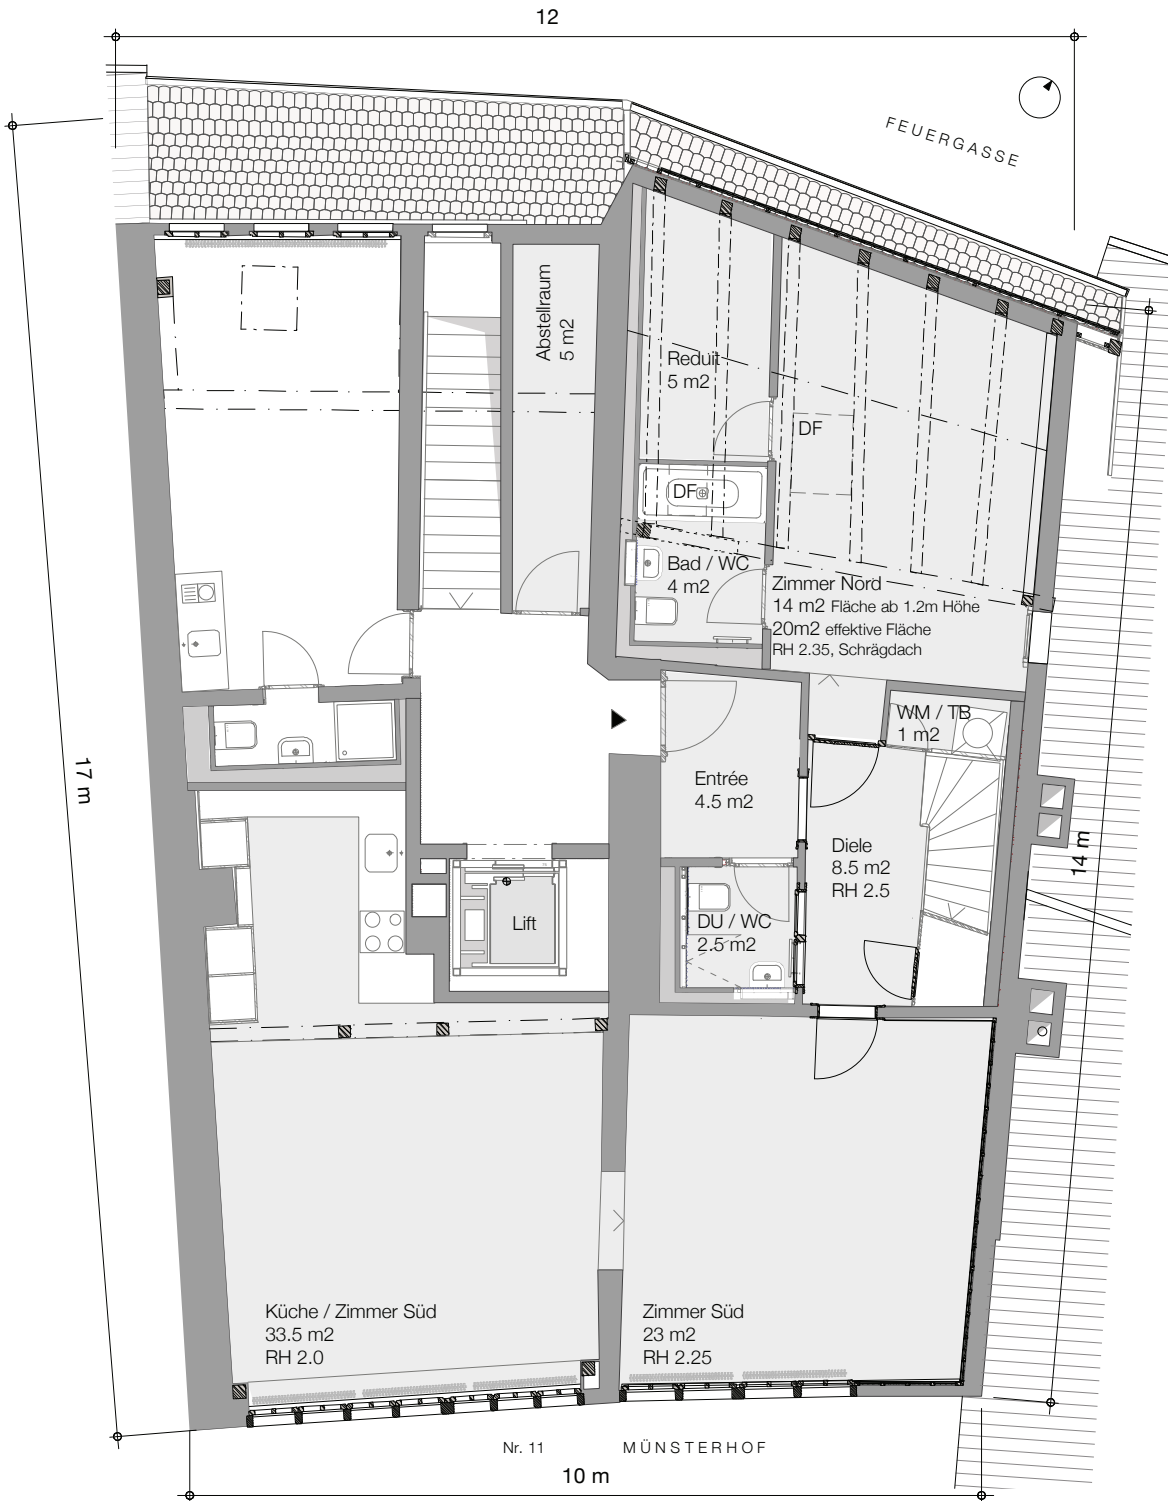 12
FEUERGASSE
Abstellraum
5 m2
Reduit
5 m2
DF
DF
Bad / WC
4 m2
Zimmer Nord
14 m2 Fläche ab 1.2m Höhe
20m2 effektive Fläche
RH 2.35, Schrägdach
WM / TB
1 m2
17 m
Entrée
4.5 m2
Diele
8.5 m2
RH 2.5
14 m
Lift
DU / WC
2.5 m2
Küche / Zimmer Süd
33.5 m2
RH 2.0
Zimmer Süd
23 m2
RH 2.25
Nr. 11
MÜNSTERHOF
10 m